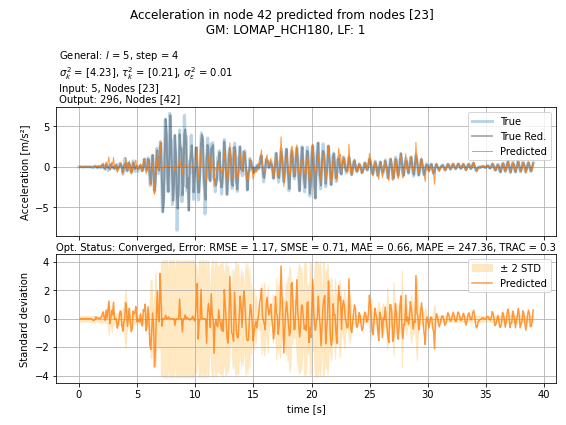 Acceleration in node 42 predicted from nodes [23]
GM: LOMAP_HCH180, LF: 1
General: l = 5, step = 4
σ²ₖ = [4.23], τ²ₖ = [0.21], σ²ₛ = 0.01
Input: 5, Nodes [23]
Output: 296, Nodes [42]
True
True Red.
Predicted
Acceleration [m/s²]
5
0
−5
Opt. Status: Converged, Error: RMSE = 1.17, SMSE = 0.71, MAE = 0.66, MAPE = 247.36, TRAC = 0.3
± 2 STD
Predicted
Standard deviation
4
2
0
−2
−4
0 5 10 15 20 25 30 35 40
time [s]